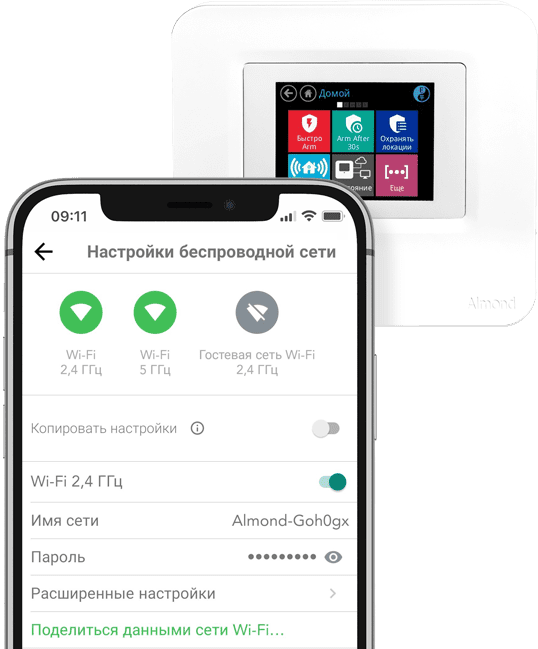 Домой
Быстро
Arm
Arm After
30s
Охранять
локации
Еще
Almond
09:11
Настройки беспроводной сети
Wi-Fi
2,4 ГГц
Wi-Fi
5 ГГц
Гостевая сеть Wi-Fi
2,4 ГГц
Копировать настройки
Wi-Fi 2,4 ГГц
Имя сети
Almond-Goh0gx
Пароль
•••••••••
Расширенные настройки
Поделиться данными сети Wi-Fi...